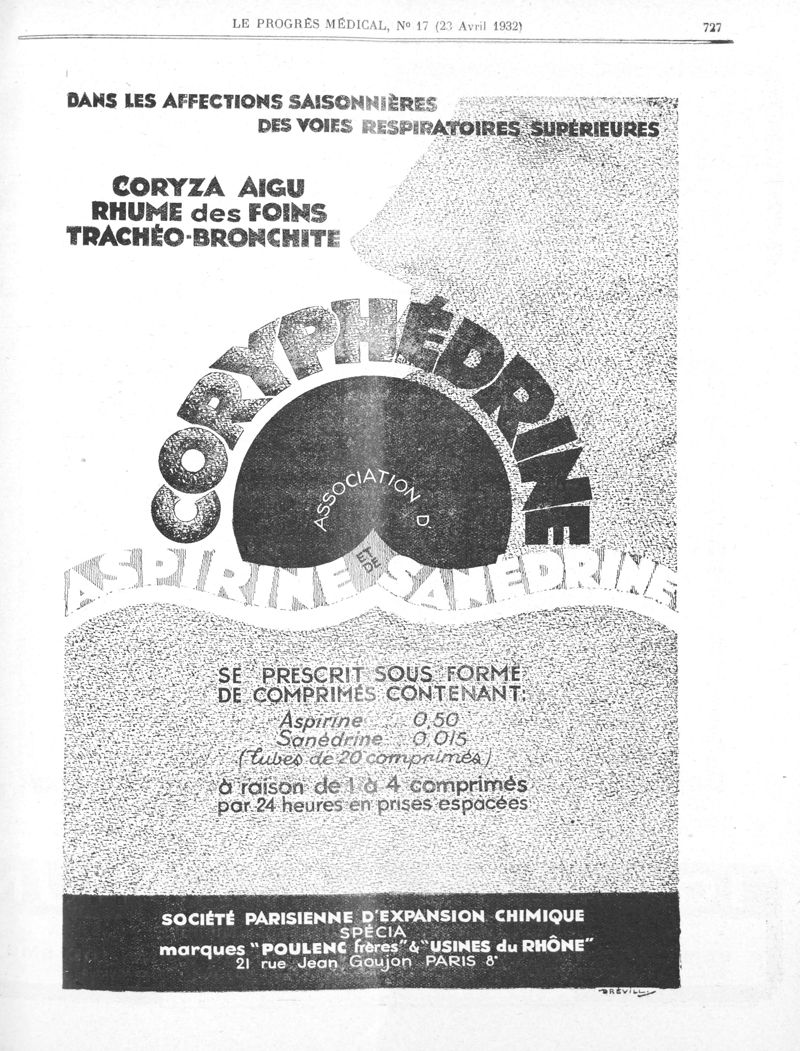 LE PROGRÈS MÉDICAL, No 17 (23 Avril 1932)
727
DANS LES AFFECTIONS SAISONNIÈRES
DES VOIES RESPIRATOIRES SUPÉRIEURES
CORYZA AIGU
RHUME des FOINS
TRACHÉO-BRONCHITE
CORYPHÉDRINE
ASSOCIATION D'
ASPIRINE ET DE SANÉDRINE
SE PRESCRIT SOUS FORME
DE COMPRIMÉS CONTENANT:
Aspirine 0,50
Sanédrine 0,015
(tubes de 20 comprimés)
à raison de 1 à 4 comprimés
par 24 heures en prises espacées
SOCIÉTÉ PARISIENNE D'EXPANSION CHIMIQUE
SPÉCIA
marques "POULENC frères" & "USINES du RHÔNE"
21 rue Jean Goujon PARIS 8e